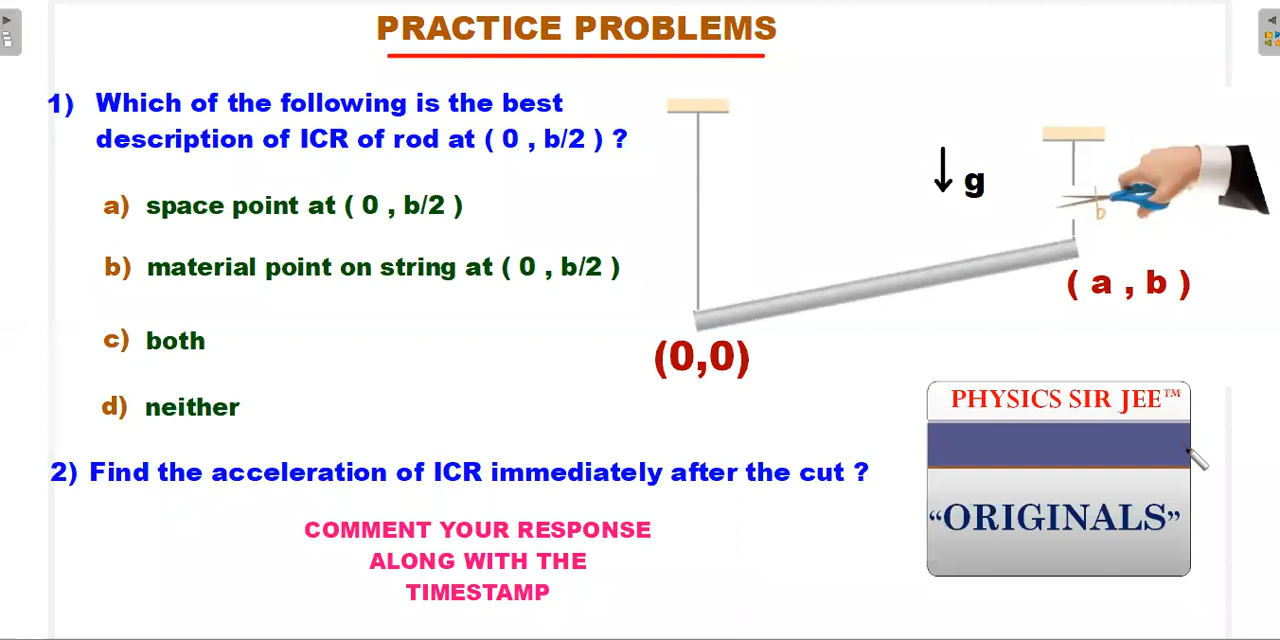 PRACTICE PROBLEMS
1) Which of the following is the best
description of ICR of rod at ( 0 , b/2 ) ?
a) space point at ( 0 , b/2 )
b) material point on string at ( 0 , b/2 )
c) both
d) neither
g
b
( a , b )
(0,0)
2) Find the acceleration of ICR immediately after the cut ?
COMMENT YOUR RESPONSE
ALONG WITH THE
TIMESTAMP
PHYSICS SIR JEE™
“ORIGINALS”